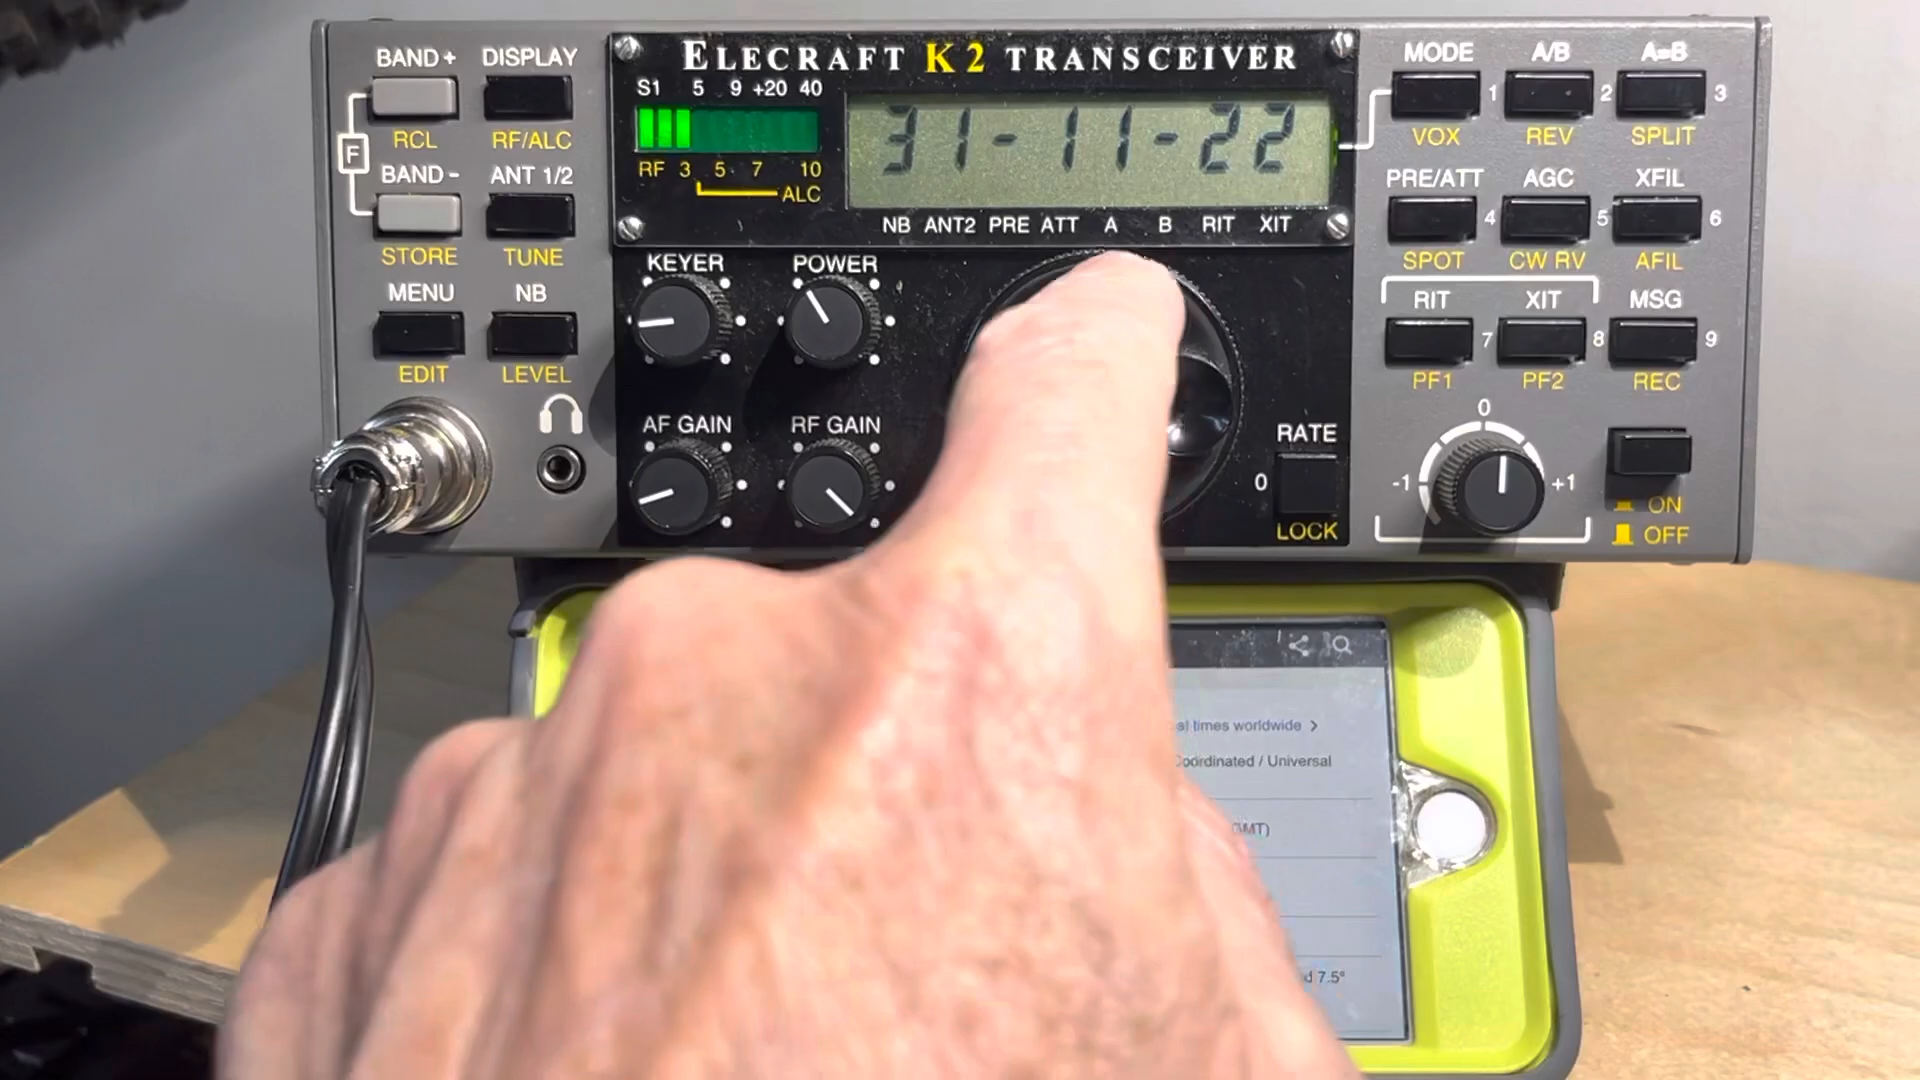 ELECRAFT K2 TRANSCEIVER
BAND + DISPLAY
RCL RF/ALC
F
BAND - ANT 1/2
STORE TUNE
MENU NB
EDIT LEVEL
S1 5 9 +20 40
RF 3 5 7 10
ALC
31-11-22
NB ANT2 PRE ATT A B RIT XIT
KEYER POWER
AF GAIN RF GAIN
RATE
0
LOCK
MODE A/B A=B
1 2 3
VOX REV SPLIT
PRE/ATT AGC XFIL
4 5 6
SPOT CW RV AFIL
RIT XIT MSG
7 8 9
PF1 PF2 REC
0
-1 +1
ON
OFF
times worldwide >
Coordinated / Universal
7.5°